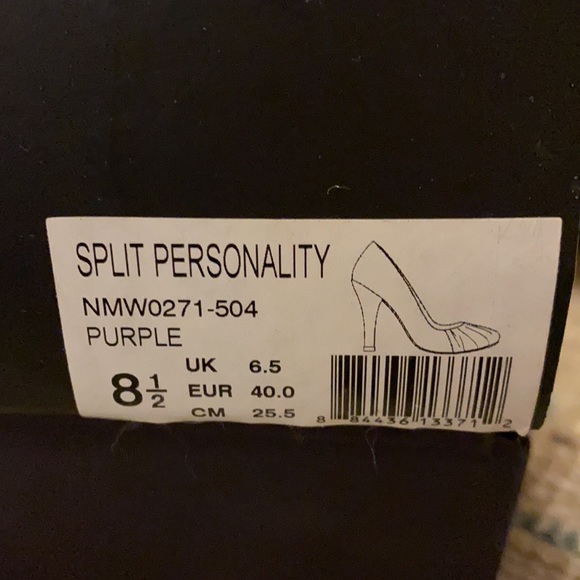 SPLIT PERSONALITY
NMW0271-504
PURPLE
8 1/2
UK 6.5
EUR 40.0
CM 25.5
8 84436 13371 2